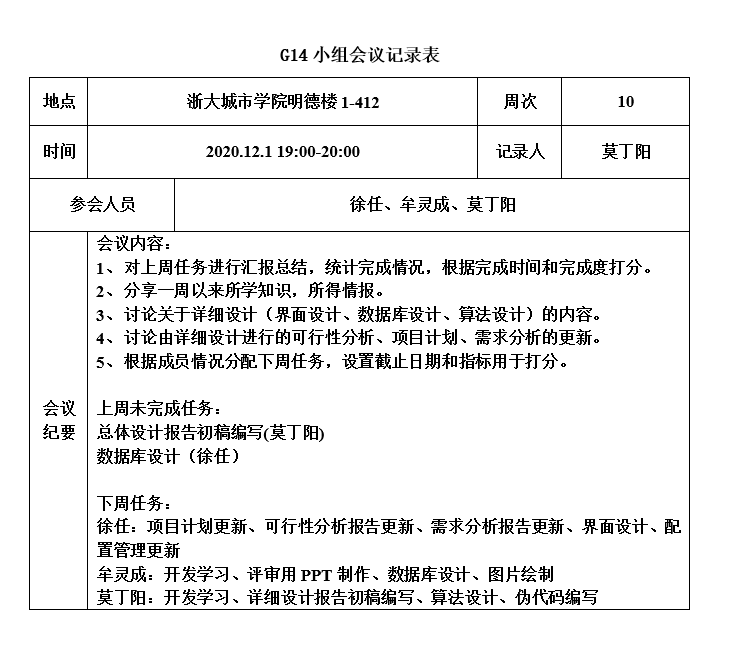 G14 小组会议记录表
地点 浙大城市学院明德楼 1-412 周次 10
时间 2020.12.1 19:00-20:00 记录人 莫丁阳
参会人员 徐任、牟灵成、莫丁阳
会议纪要
会议内容：
1、对上周任务进行汇报总结，统计完成情况，根据完成时间和完成度打分。
2、分享一周以来所学知识，所得情报。
3、讨论关于详细设计（界面设计、数据库设计、算法设计）的内容。
4、讨论由详细设计进行的可行性分析、项目计划、需求分析的更新。
5、根据成员情况分配下周任务，设置截止日期和指标用于打分。
上周未完成任务：
总体设计报告初稿编写(莫丁阳)
数据库设计（徐任）
下周任务：
徐任：项目计划更新、可行性分析报告更新、需求分析报告更新、界面设计、配
置管理更新
牟灵成：开发学习、评审用 PPT 制作、数据库设计、图片绘制
莫丁阳：开发学习、详细设计报告初稿编写、算法设计、伪代码编写